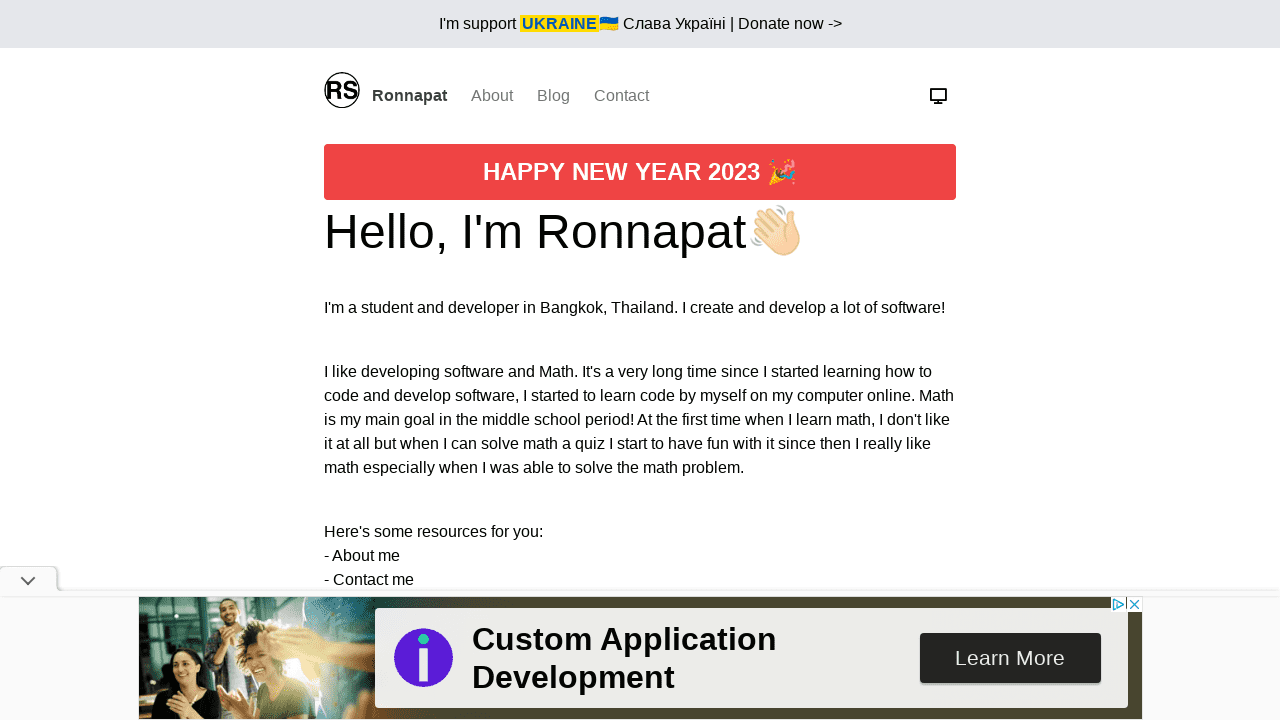 I'm support UKRAINE🇺🇦 Слава Україні | Donate now ->
RS Ronnapat About Blog Contact
HAPPY NEW YEAR 2023 🎉
Hello, I'm Ronnapat👋🏻
I'm a student and developer in Bangkok, Thailand. I create and develop a lot of software!
I like developing software and Math. It's a very long time since I started learning how to
code and develop software, I started to learn code by myself on my computer online. Math
is my main goal in the middle school period! At the first time when I learn math, I don't like
it at all but when I can solve math a quiz I start to have fun with it since then I really like
math especially when I was able to solve the math problem.
Here's some resources for you:
- About me
- Contact me
Custom Application
Development
Learn More